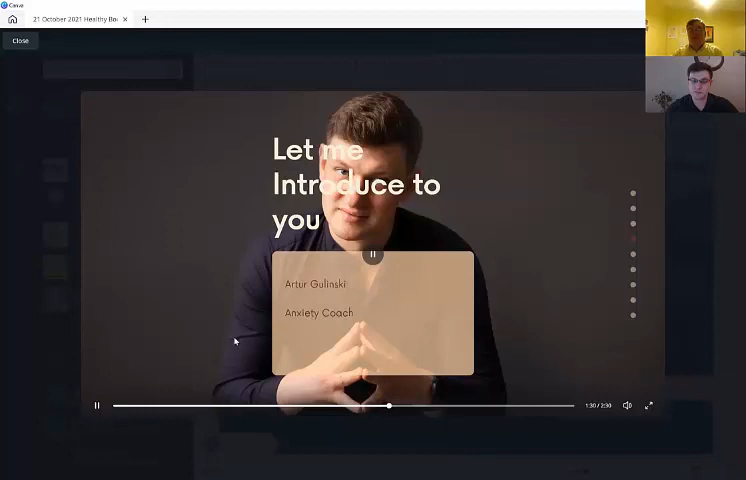 Canva
21 October 2021 Healthy Bo
Close
Let me
Introduce to
you
Artur Gulinski
Anxiety Coach
1:30 / 2:30